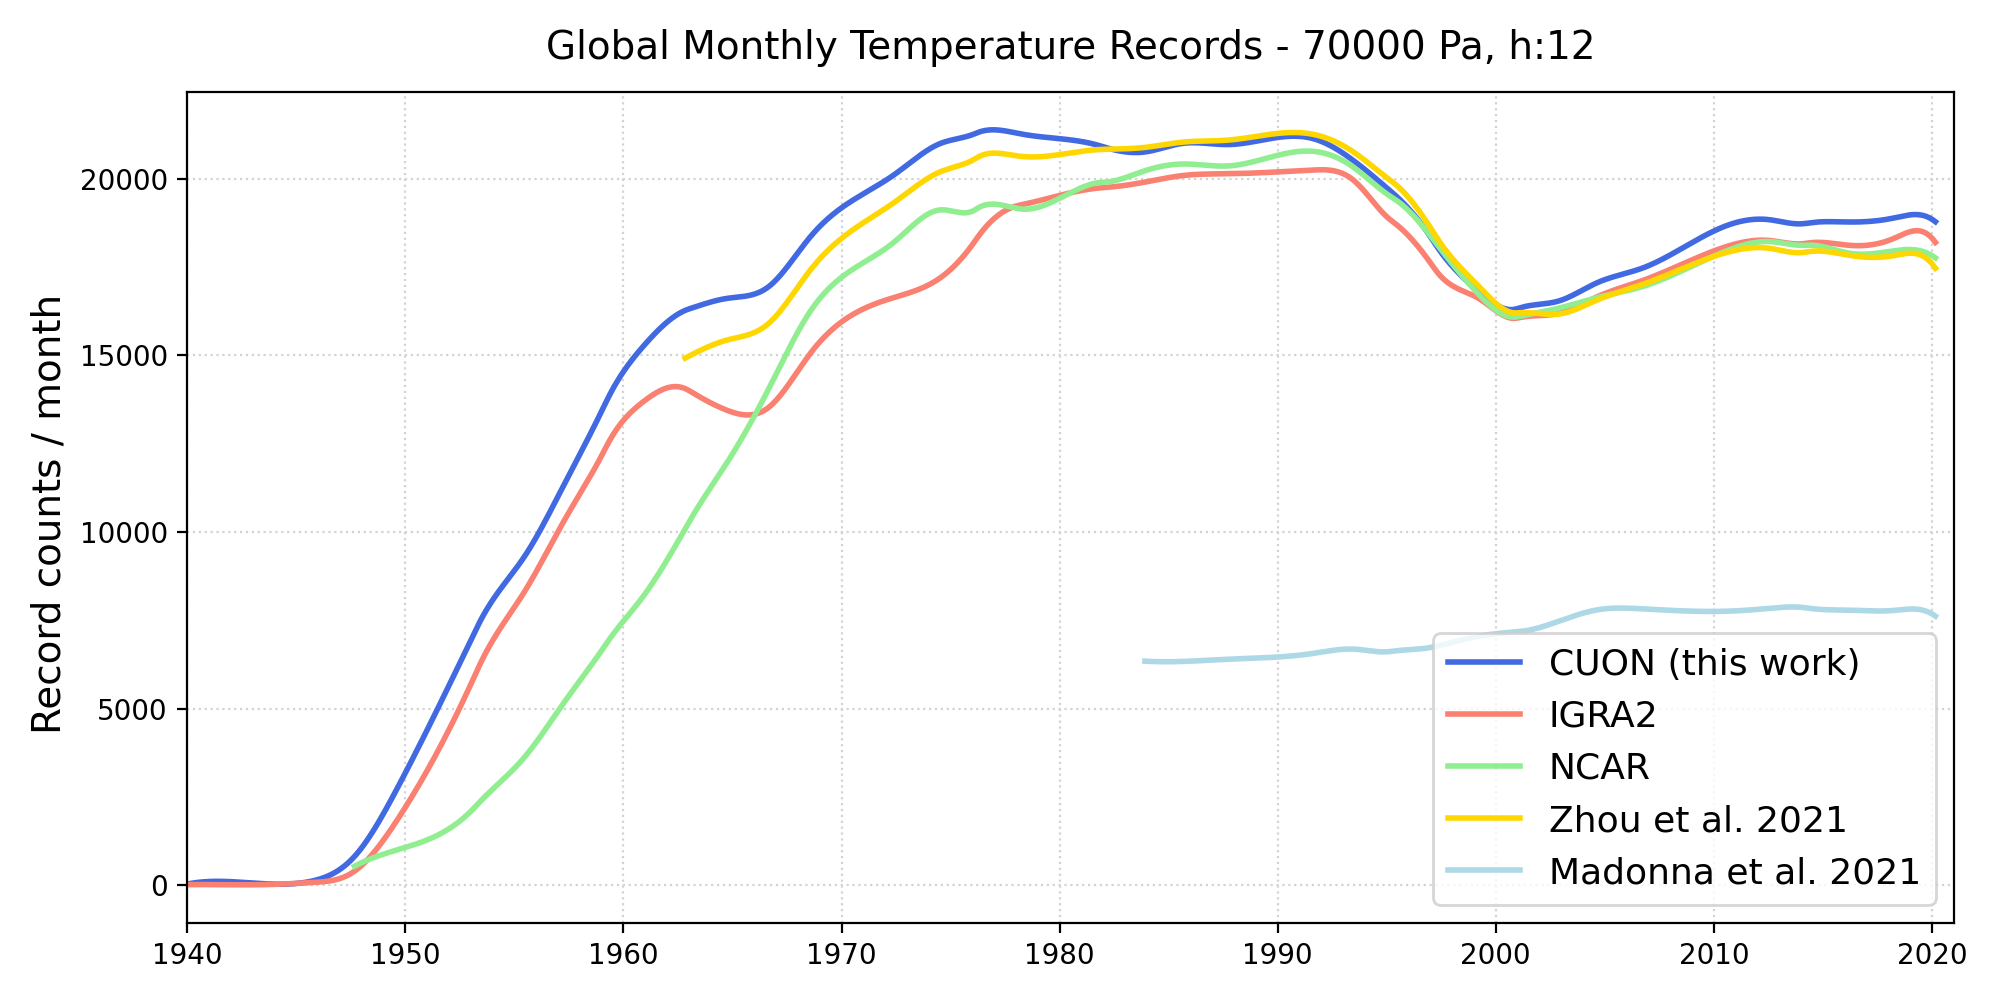 Global Monthly Temperature Records - 70000 Pa, h:12
Record counts / month
20000
15000
10000
5000
0
1940 1950 1960 1970 1980 1990 2000 2010 2020
CUON (this work)
IGRA2
NCAR
Zhou et al. 2021
Madonna et al. 2021